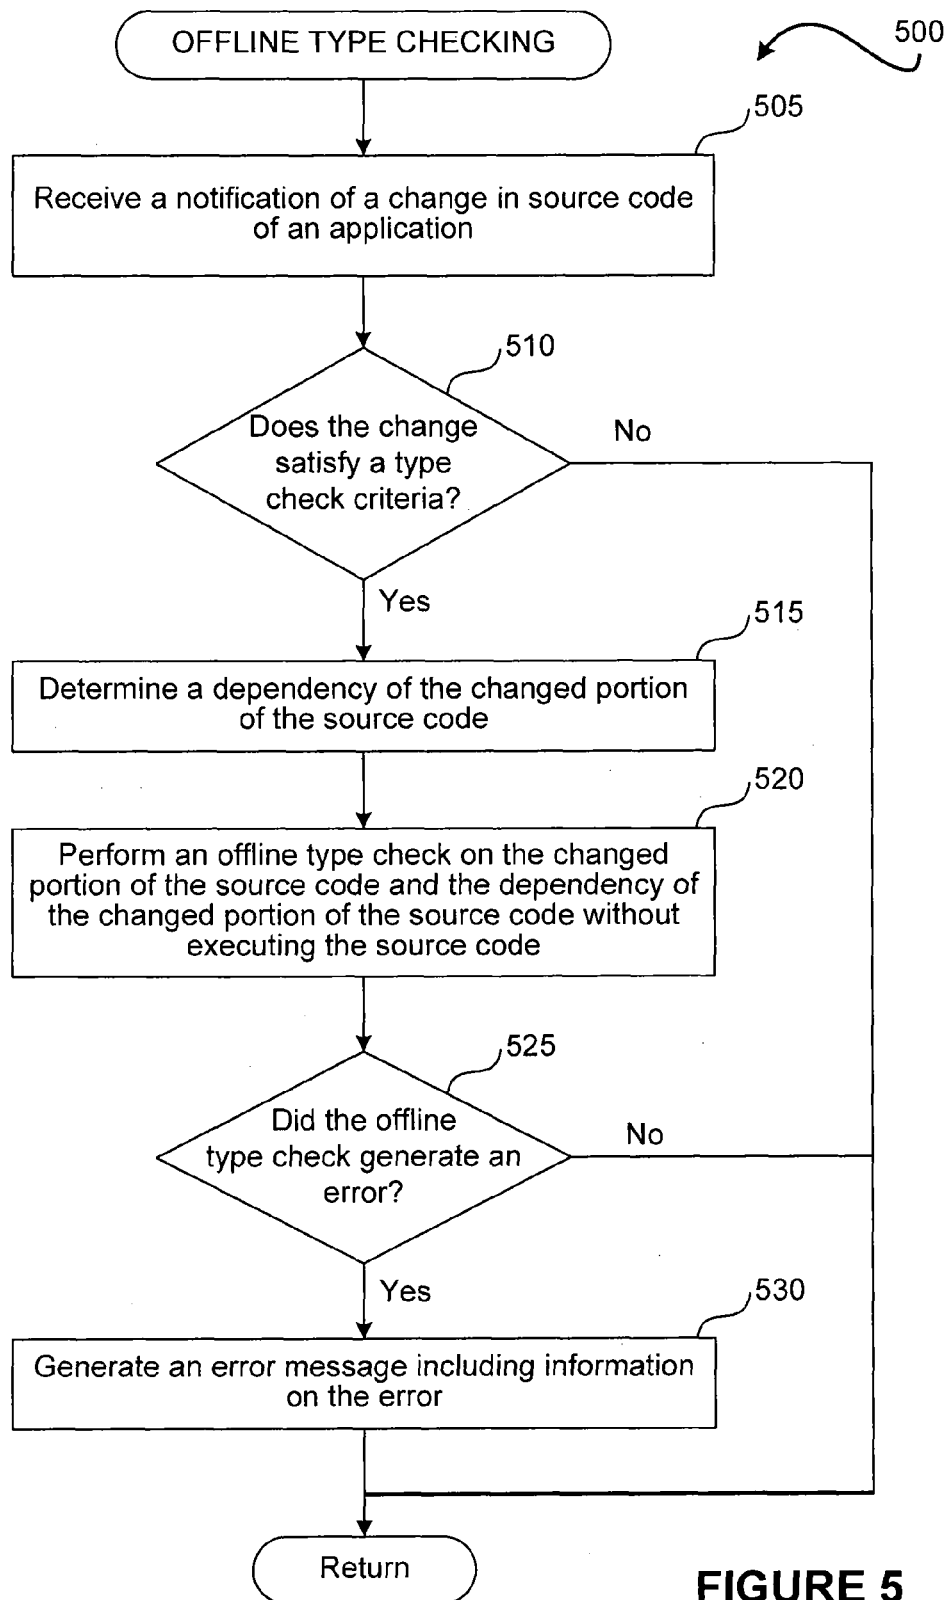 OFFLINE TYPE CHECKING
500
505
Receive a notification of a change in source code
of an application
510
Does the change
satisfy a type
check criteria?
No
Yes
515
Determine a dependency of the changed portion
of the source code
520
Perform an offline type check on the changed
portion of the source code and the dependency of
the changed portion of the source code without
executing the source code
525
Did the offline
type check generate an
error?
No
Yes
530
Generate an error message including information
on the error
Return
FIGURE 5